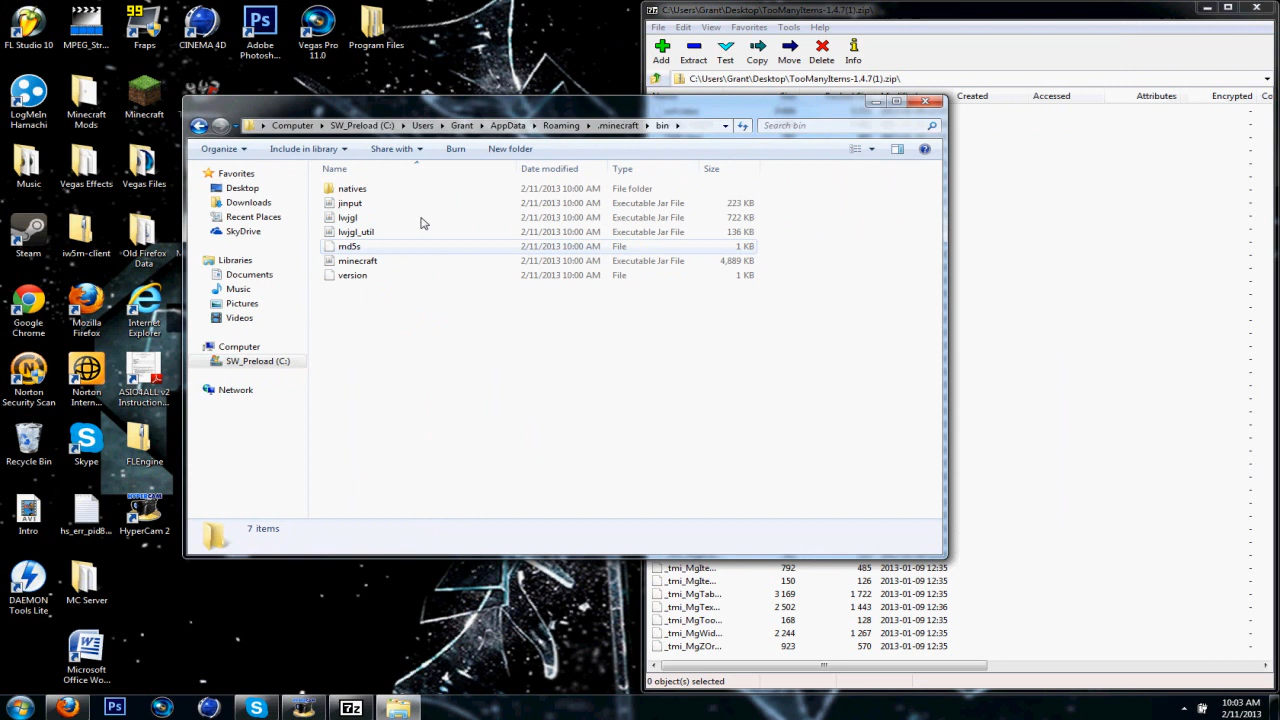 99
FL Studio 10
MPEG_Str...
Fraps
CINEMA 4D
Adobe
Photosh...
Vegas Pro
11.0
Program Files
LogMeIn
Hamachi
Minecraft
Mods
Minecraft
Music
Vegas Effects
Vegas Files
Steam
iw5m-client
Old Firefox
Data
Google
Chrome
Mozilla
Firefox
Internet
Explorer
Norton
Security Scan
Norton
Intern...
ASIO4ALL v2
Instruction...
Recycle Bin
Skype
FLEngine
Intro
hs_err_pid8...
HyperCam 2
DAEMON
Tools Lite
MC Server
Microsoft
Office Wo...
Computer SW_Preload (C:) Users Grant AppData Roaming .minecraft bin
Search bin
Organize Include in library Share with Burn New folder
Favorites
Desktop
Downloads
Recent Places
SkyDrive
Libraries
Documents
Music
Pictures
Videos
Computer
SW_Preload (C:)
Network
Name Date modified Type Size
natives 2/11/2013 10:00 AM File folder
jinput 2/11/2013 10:00 AM Executable Jar File 223 KB
lwjgl 2/11/2013 10:00 AM Executable Jar File 722 KB
lwjgl_util 2/11/2013 10:00 AM Executable Jar File 136 KB
md5s 2/11/2013 10:00 AM File 1 KB
minecraft 2/11/2013 10:00 AM Executable Jar File 4,889 KB
version 2/11/2013 10:00 AM File 1 KB
7 items
C:\Users\Grant\Desktop\TooManyItems-1.4.7(1).zip\
File Edit View Favorites Tools Help
Add Extract Test Copy Move Delete Info
C:\Users\Grant\Desktop\TooManyItems-1.4.7(1).zip\
Created Accessed Attributes Encrypted Co
_tmi_MgIte... 792 485 2013-01-09 12:35
_tmi_MgIte... 150 126 2013-01-09 12:35
_tmi_MgTab... 3 169 1 722 2013-01-09 12:35
_tmi_MgTex... 2 502 1 443 2013-01-09 12:36
_tmi_MgToo... 168 128 2013-01-09 12:35
_tmi_MgWid... 2 244 1 267 2013-01-09 12:35
_tmi_MgZOr... 923 570 2013-01-09 12:35
0 object(s) selected
10:03 AM
2/11/2013